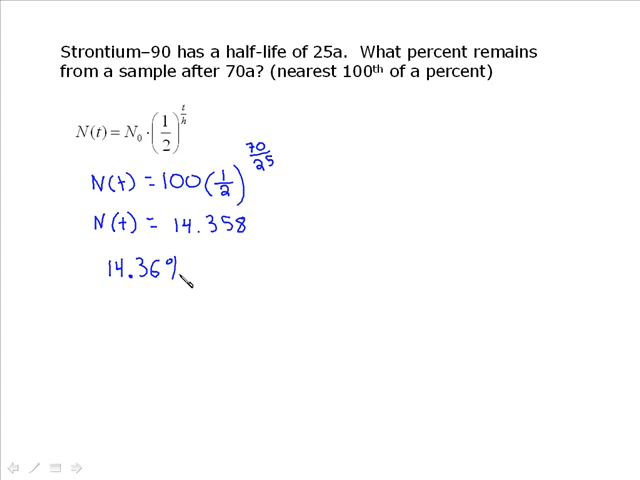 Strontium–90 has a half-life of 25a. What percent remains
from a sample after 70a? (nearest 100th of a percent)
N(t) = N₀ · (1/2)^(t/h)
N(t) = 100 (1/2)^(70/25)
N(t) = 14.358
14.36%